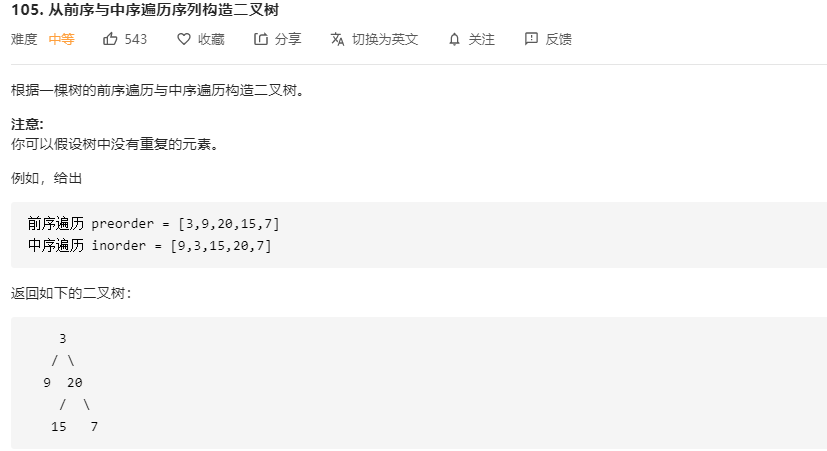 105. 从前序与中序遍历序列构造二叉树
难度 中等 543 收藏 分享 切换为英文 关注 反馈
根据一棵树的前序遍历与中序遍历构造二叉树。
注意:
你可以假设树中没有重复的元素。
例如，给出
前序遍历 preorder = [3,9,20,15,7]
中序遍历 inorder = [9,3,15,20,7]
返回如下的二叉树：
3
/ \
9 20
/ \
15 7